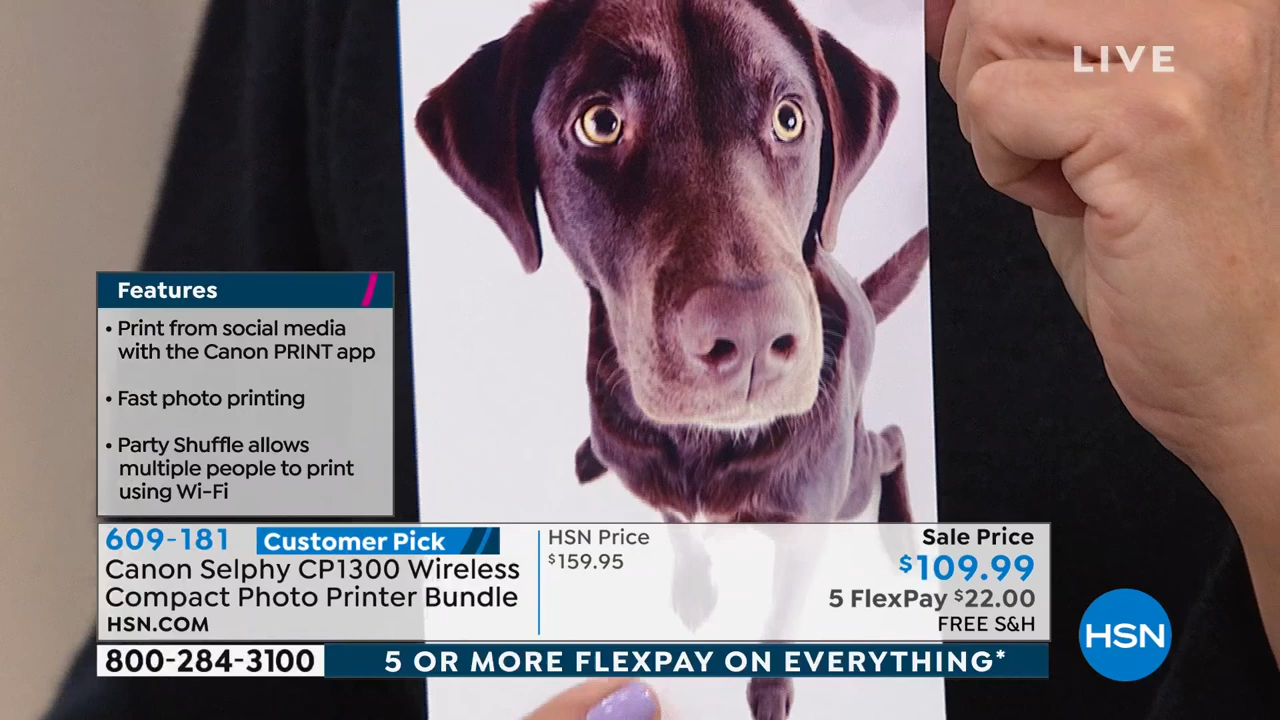 LIVE
Features
• Print from social media
with the Canon PRINT app
• Fast photo printing
• Party Shuffle allows
multiple people to print
using Wi-Fi
609-181 Customer Pick
Canon Selphy CP1300 Wireless
Compact Photo Printer Bundle
HSN.COM
HSN Price
$159.95
Sale Price
$109.99
5 FlexPay $22.00
FREE S&H
HSN
800-284-3100 5 OR MORE FLEXPAY ON EVERYTHING*